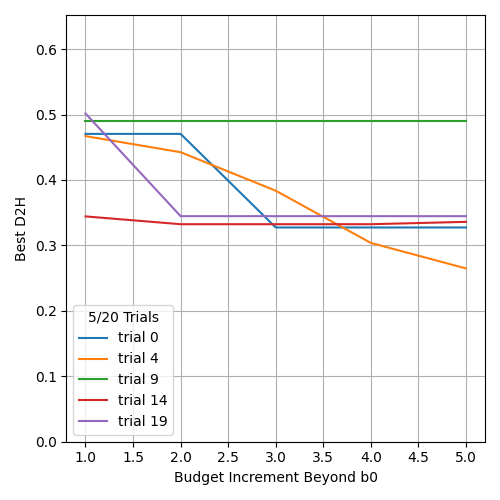 0.6
0.5
0.4
0.3
0.2
0.1
0.0
Best D2H
5/20 Trials
trial 0
trial 4
trial 9
trial 14
trial 19
1.0 1.5 2.0 2.5 3.0 3.5 4.0 4.5 5.0
Budget Increment Beyond b0